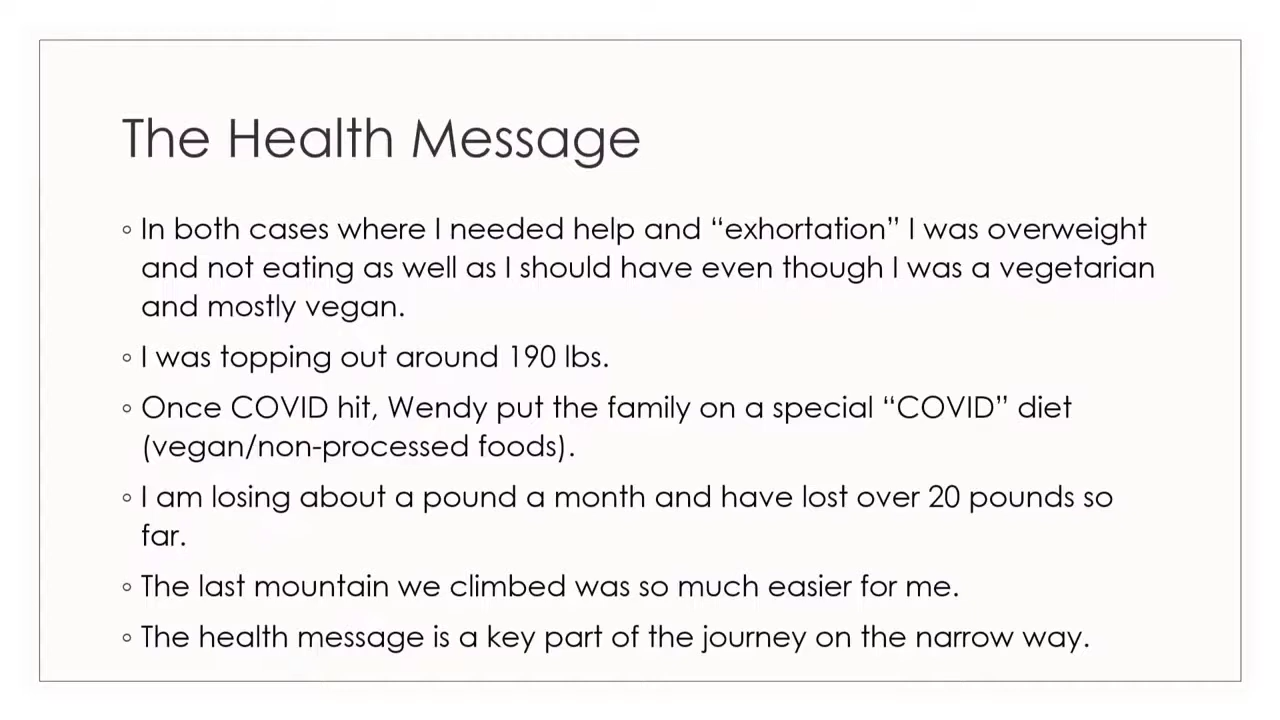 The Health Message
◦ In both cases where I needed help and “exhortation” I was overweight
and not eating as well as I should have even though I was a vegetarian
and mostly vegan.
◦ I was topping out around 190 lbs.
◦ Once COVID hit, Wendy put the family on a special “COVID” diet
(vegan/non-processed foods).
◦ I am losing about a pound a month and have lost over 20 pounds so
far.
◦ The last mountain we climbed was so much easier for me.
◦ The health message is a key part of the journey on the narrow way.